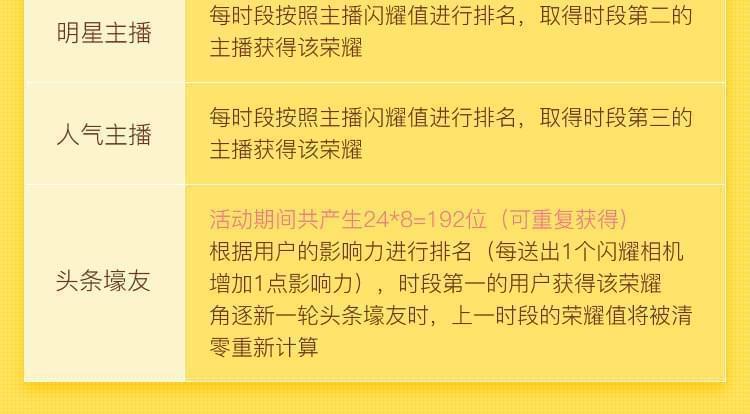 明星主播
每时段按照主播闪耀值进行排名，取得时段第二的
主播获得该荣耀
人气主播
每时段按照主播闪耀值进行排名，取得时段第三的
主播获得该荣耀
头条壕友
活动期间共产生24*8=192位（可重复获得）
根据用户的影响力进行排名（每送出1个闪耀相机
增加1点影响力），时段第一的用户获得该荣耀
角逐新一轮头条壕友时，上一时段的荣耀值将被清
零重新计算